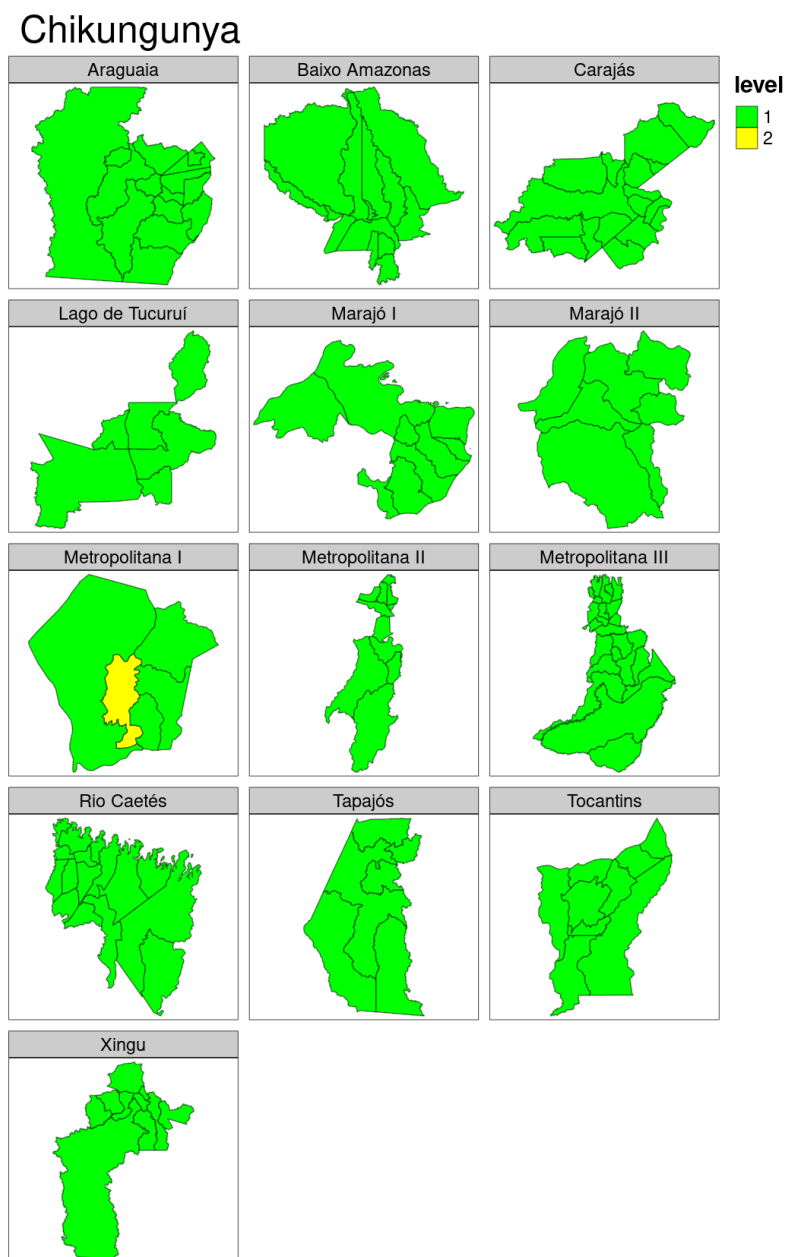 Chikungunya
Araguaia
Baixo Amazonas
Carajás
level
1
2
Lago de Tucuruí
Marajó I
Marajó II
Metropolitana I
Metropolitana II
Metropolitana III
Rio Caetés
Tapajós
Tocantins
Xingu